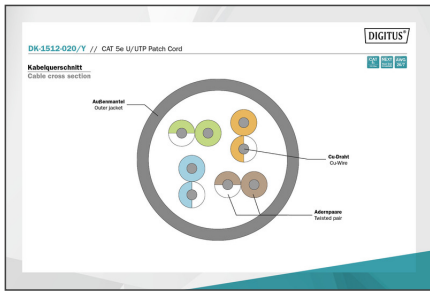 DIGITUS®
DK-1512-020/Y // CAT 5e U/UTP Patch Cord
Kabelquerschnitt
Cable cross section
Außenmantel
Outer jacket
Cu-Draht
Cu-Wire
Adernpaare
Twisted pair